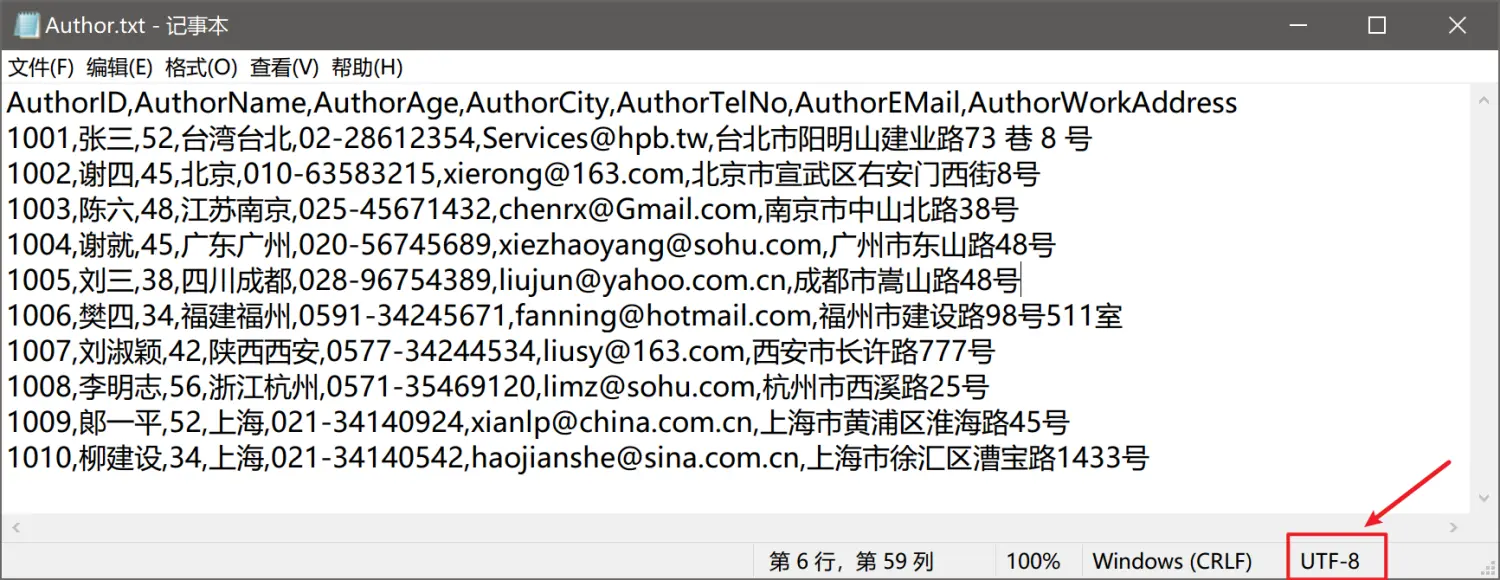 Author.txt - 记事本
文件(F) 编辑(E) 格式(O) 查看(V) 帮助(H)
AuthorID,AuthorName,AuthorAge,AuthorCity,AuthorTelNo,AuthorEMail,AuthorWorkAddress
1001,张三,52,台湾台北,02-28612354,Services@hpb.tw,台北市阳明山建业路73 巷 8 号
1002,谢四,45,北京,010-63583215,xierong@163.com,北京市宣武区右安门西街8号
1003,陈六,48,江苏南京,025-45671432,chenrx@Gmail.com,南京市中山北路38号
1004,谢就,45,广东广州,020-56745689,xiezhaoyang@sohu.com,广州市东山路48号
1005,刘三,38,四川成都,028-96754389,liujun@yahoo.com.cn,成都市嵩山路48号
1006,樊四,34,福建福州,0591-34245671,fanning@hotmail.com,福州市建设路98号511室
1007,刘淑颖,42,陕西西安,0577-34244534,liusy@163.com,西安市长许路777号
1008,李明志,56,浙江杭州,0571-35469120,limz@sohu.com,杭州市西溪路25号
1009,郧一平,52,上海,021-34140924,xianlp@china.com.cn,上海市黄浦区淮海路45号
1010,柳建设,34,上海,021-34140542,haojianshe@sina.com.cn,上海市徐汇区漕宝路1433号
第 6 行，第 59 列 100% Windows (CRLF) UTF-8